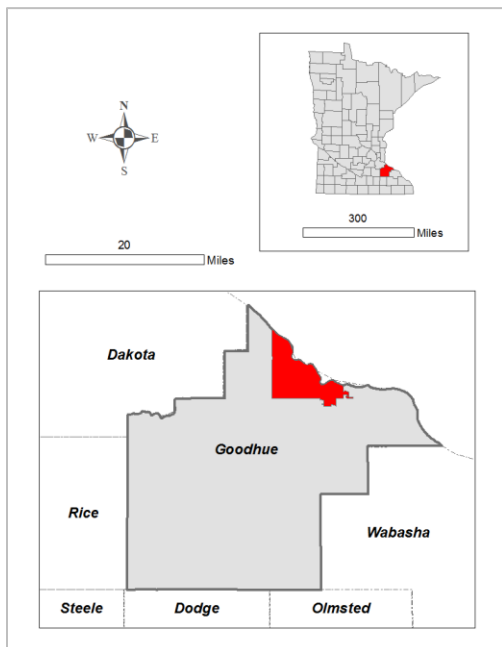 N
W E
S
300
Miles
20
Miles
Dakota
Goodhue
Rice
Wabasha
Steele Dodge Olmsted